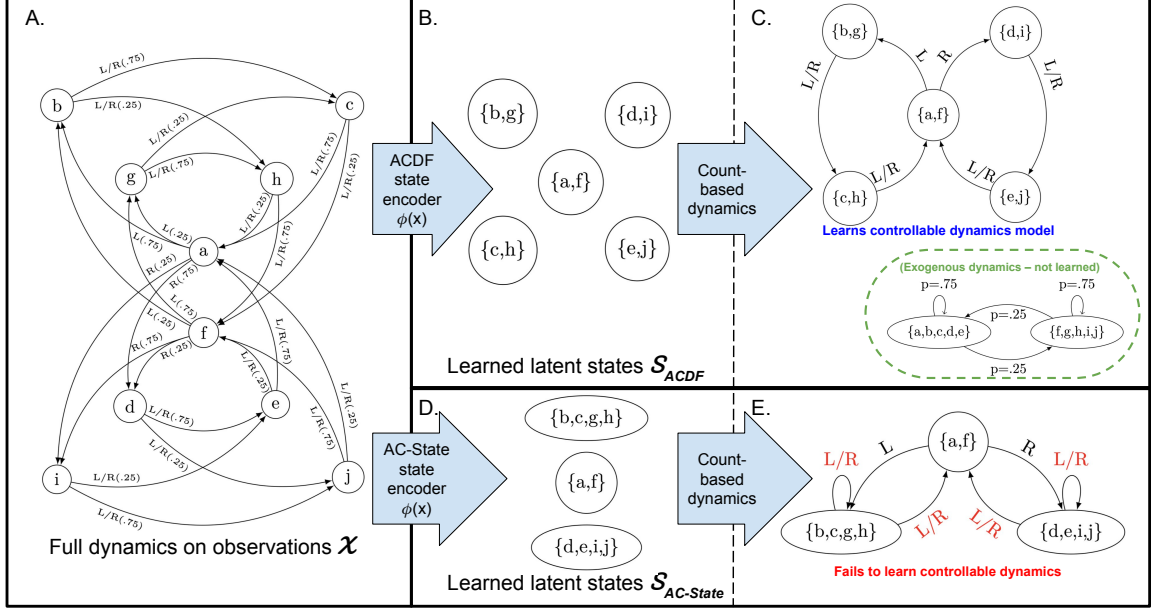 A.
L/R(.75)
b
L/R(.25)
c
L/R(.25)
L/R(.75)
g
L/R(.75)
h
L/R(.75)
L/R(.25)
L(.25)
L/R(.25)
L(.75)
L/R(.75)
R(.25)
a
R(.75)
L(.75)
L(.25)
f
R(.75)
R(.25)
L/R(.75)
L/R(.25)
L/R(.25)
L/R(.75)
d
L/R(.75)
e
L/R(.25)
i
L/R(.25)
j
L/R(.75)
Full dynamics on observations 𝒳
ACDF
state
encoder
ϕ(x)
AC-State
state
encoder
ϕ(x)
B.
{b,g}
{d,i}
{a,f}
{c,h}
{e,j}
Learned latent states S_ACDF
Count-
based
dynamics
C.
{b,g}
{d,i}
L/R
L
R
L/R
{a,f}
L/R
L/R
{c,h}
{e,j}
Learns controllable dynamics model
(Exogenous dynamics – not learned)
p=.75
p=.75
p=.25
{a,b,c,d,e}
{f,g,h,i,j}
p=.25
D.
{b,c,g,h}
{a,f}
{d,e,i,j}
Learned latent states S_AC-State
Count-
based
dynamics
E.
{a,f}
L
R
L/R
L/R
{b,c,g,h}
L/R
L/R
{d,e,i,j}
Fails to learn controllable dynamics